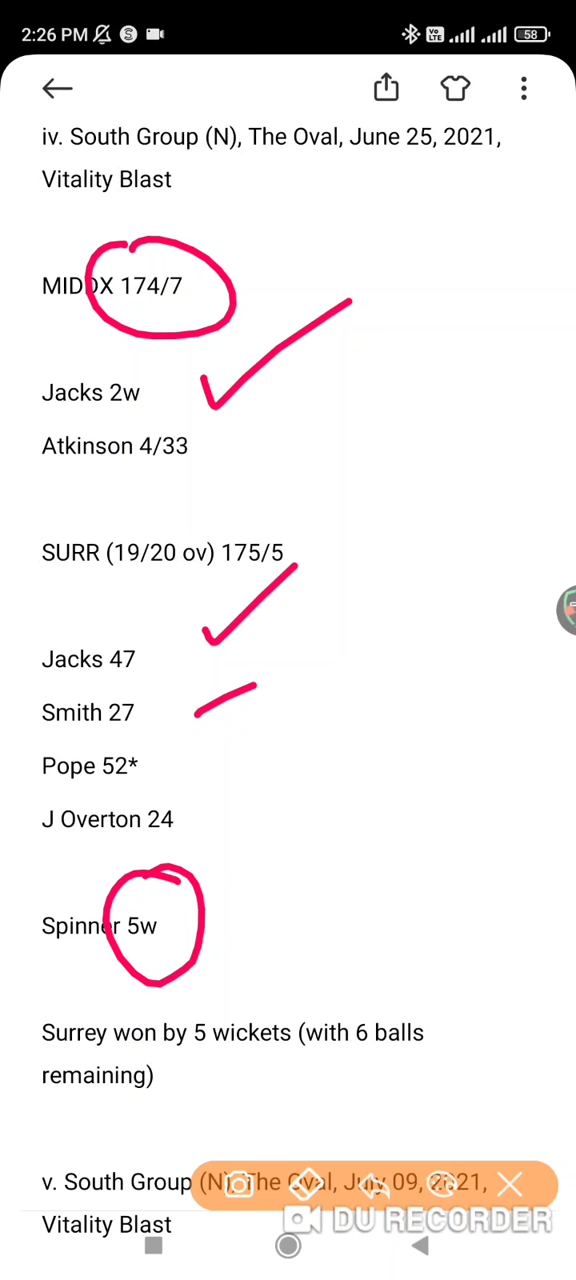 2:26 PM
Vo LTE
58
iv. South Group (N), The Oval, June 25, 2021,
Vitality Blast
MIDDX 174/7
Jacks 2w
Atkinson 4/33
SURR (19/20 ov) 175/5
Jacks 47
Smith 27
Pope 52*
J Overton 24
Spinner 5w
Surrey won by 5 wickets (with 6 balls
remaining)
v. South Group (N), The Oval, July 09, 2021,
Vitality Blast
DU RECORDER